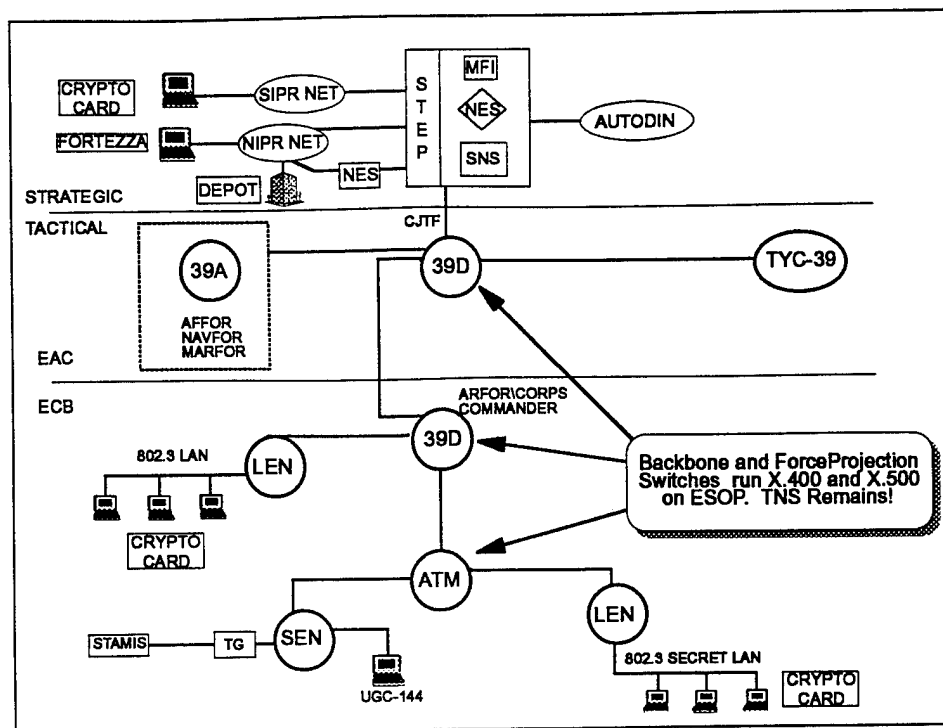 CRYPTO
CARD
SIPR NET
S
T
E
P
MFI
NES
SNS
AUTODIN
FORTEZZA
NIPR NET
NES
DEPOT
STRATEGIC
TACTICAL
CJTF
39A
39D
TYC-39
AFFOR
NAVFOR
MARFOR
EAC
ECB
ARFOR\CORPS
COMMANDER
39D
802.3 LAN
LEN
Backbone and ForceProjection
Switches run X.400 and X.500
on ESOP. TNS Remains!
CRYPTO
CARD
ATM
LEN
STAMIS
TG
SEN
UGC-144
802.3 SECRET LAN
CRYPTO
CARD